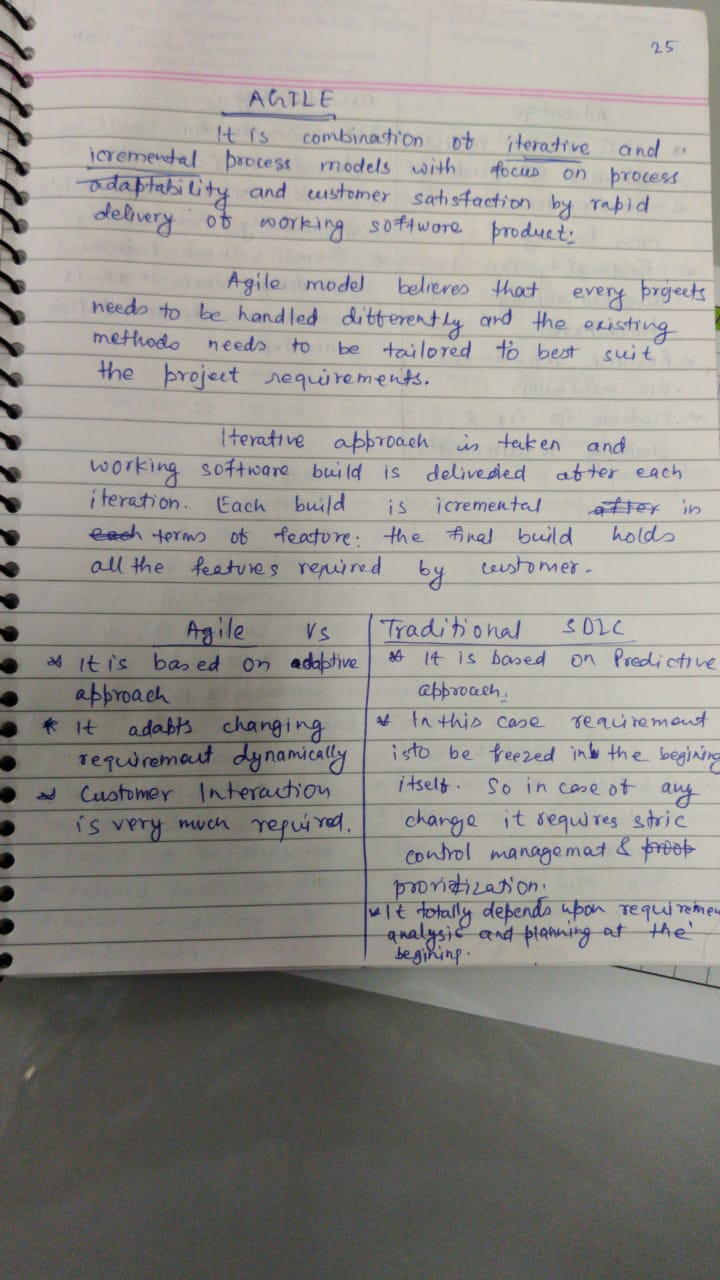 25
AGILE
It is combination of iterative and
icremental process models with focus on process
adaptability and customer satisfaction by rapid
delivery of working software product.
Agile model believes that every projects
needs to be handled differently and the existing
methods needs to be tailored to best suit
the project requirements.
Iterative approach is taken and
working software build is delivered after each
iteration. Each build is icremental after in
each terms of feature: the final build holds
all the features required by customer.
Agile Vs Traditional SDLC
* It is based on adaptive
approach
* It adapts changing
requirement dynamically
* Customer Interaction
is very much required.
* It is based on Predictive
approach.
* In this case requirement
is to be freezed in the begining
itself. So in case of any
change it requires stric
control managemat &
* It totally depends upon requiremen
analysis and planning at the
begining.